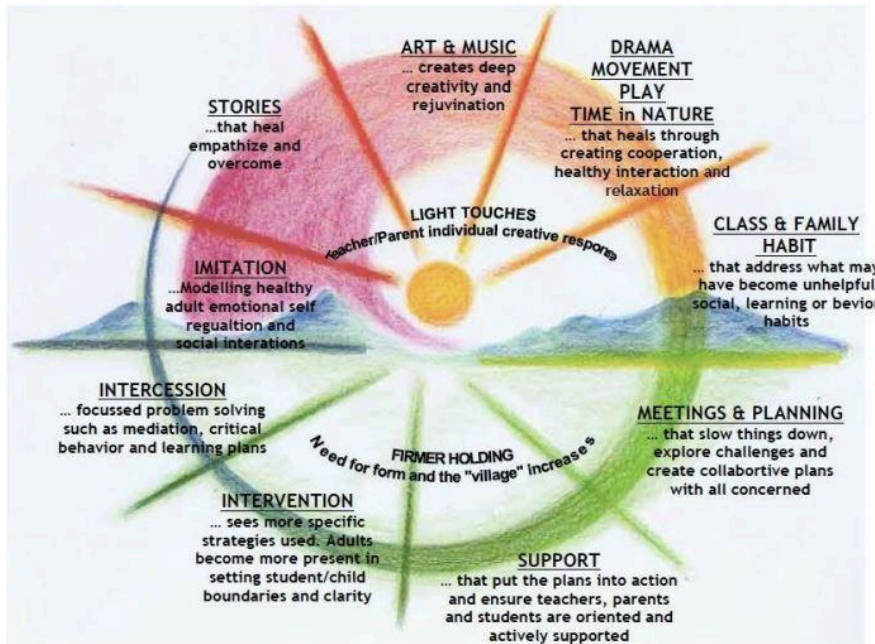 ART & MUSIC
... creates deep
creativity and
rejuvination
DRAMA
MOVEMENT
PLAY
TIME in NATURE
... that heals through
creating cooperation,
healthy interaction and
relaxation
STORIES
...that heal
empathize and
overcome
LIGHT TOUCHES
Teacher/Parent individual creative response
CLASS & FAMILY
HABIT
... that address what may
have become unhelpful
social, learning or bevior
habits
IMITATION
...Modelling healthy
adult emotional self
regualtion and
social interations
INTERCESSION
... focussed problem solving
such as mediation, critical
behavior and learning plans
MEETINGS & PLANNING
... that slow things down,
explore challenges and
create collabortive plans
with all concerned
FIRMER HOLDING
Need for form and the "village" increases
INTERVENTION
... sees more specific
strategies used. Adults
become more present in
setting student/child
boundaries and clarity
SUPPORT
... that put the plans into action
and ensure teachers, parents
and students are oriented and
actively supported